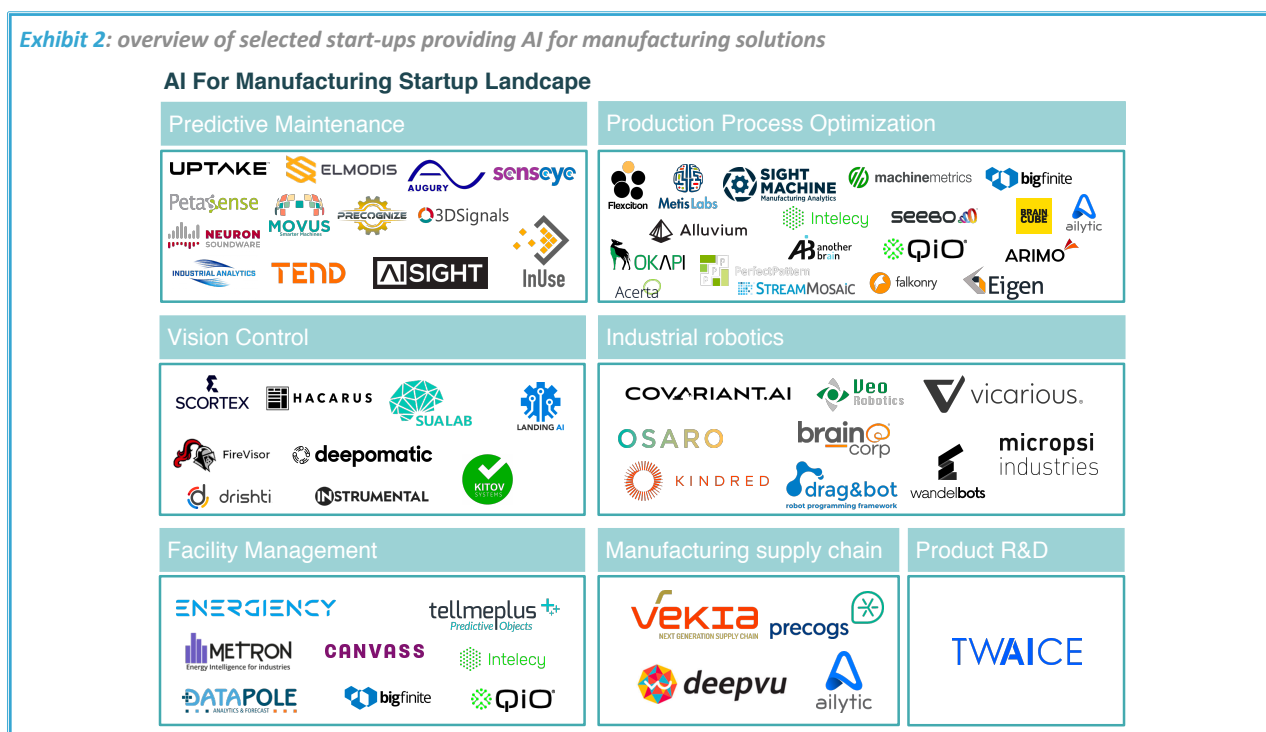 Exhibit 2: overview of selected start-ups providing AI for manufacturing solutions
AI For Manufacturing Startup Landcape
Predictive Maintenance
UPTAKE™
ELMODIS
AUGURY
senseye
Petasense
MOVUS
Smarter Machines
PRECOGNIZE
3DSignals
NEURON
SOUNDWARE
InUse
INDUSTRIAL ANALYTICS
TEND
AISIGHT
Production Process Optimization
Flexciton
Metis Labs
SIGHT
MACHINE
Manufacturing Analytics
machinemetrics
bigfinite
Intelecy
SEEBO
BRAIN
CUBE
ailytic
Alluvium
another
brain
QiO®
ARIMO
OKAPI
PerfectPattern
Acerta
STREAMMOSAIC
falkonry
Eigen
Vision Control
SCORTEX
HACARUS
SUALAB
LANDING AI
FireVisor
deepomatic
KITOV
SYSTEMS
drishti
INSTRUMENTAL
Industrial robotics
COVARIANT.AI
Veo
Robotics
vicarious®
OSARO
brain
corp
micropsi
industries
KINDRED
drag&bot
robot programming framework
wandelbots
Facility Management
ENERGIENCY
tellmeplus
Predictive Objects
METRON
Energy Intelligence for industries
CANVASS
Intelecy
DATAPOLE
ANALYTICS & FORECAST
bigfinite
QiO®
Manufacturing supply chain
VEKIA
NEXT GENERATION SUPPLY CHAIN
precogs
deepvu
ailytic
Product R&D
TWAICE